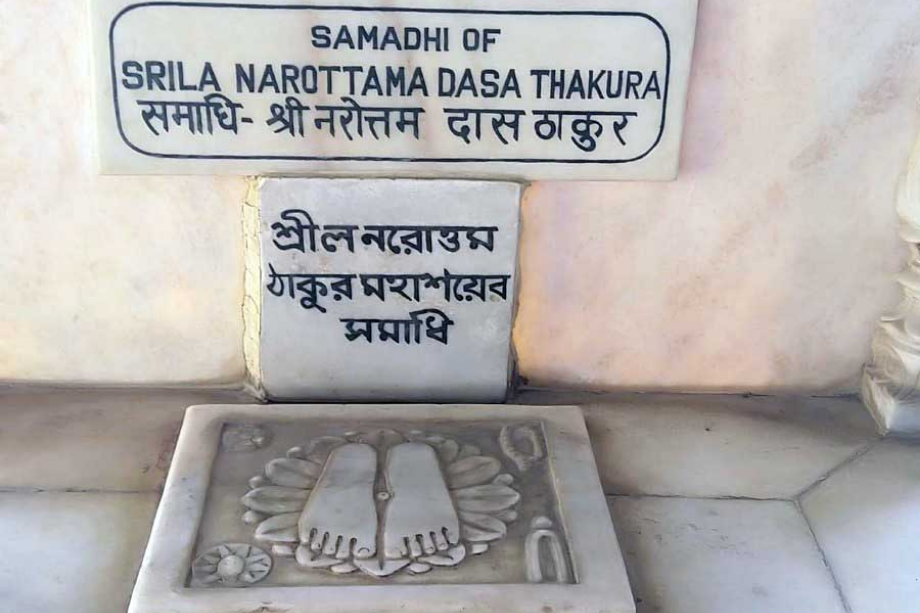 SAMADHI OF
SRILA NAROTTAMA DASA THAKURA
समाधि- श्री नरोत्तम दास ठाकुर
শ্রীল নরোত্তম
ঠাকুর মহাশয়ের
সমাধি